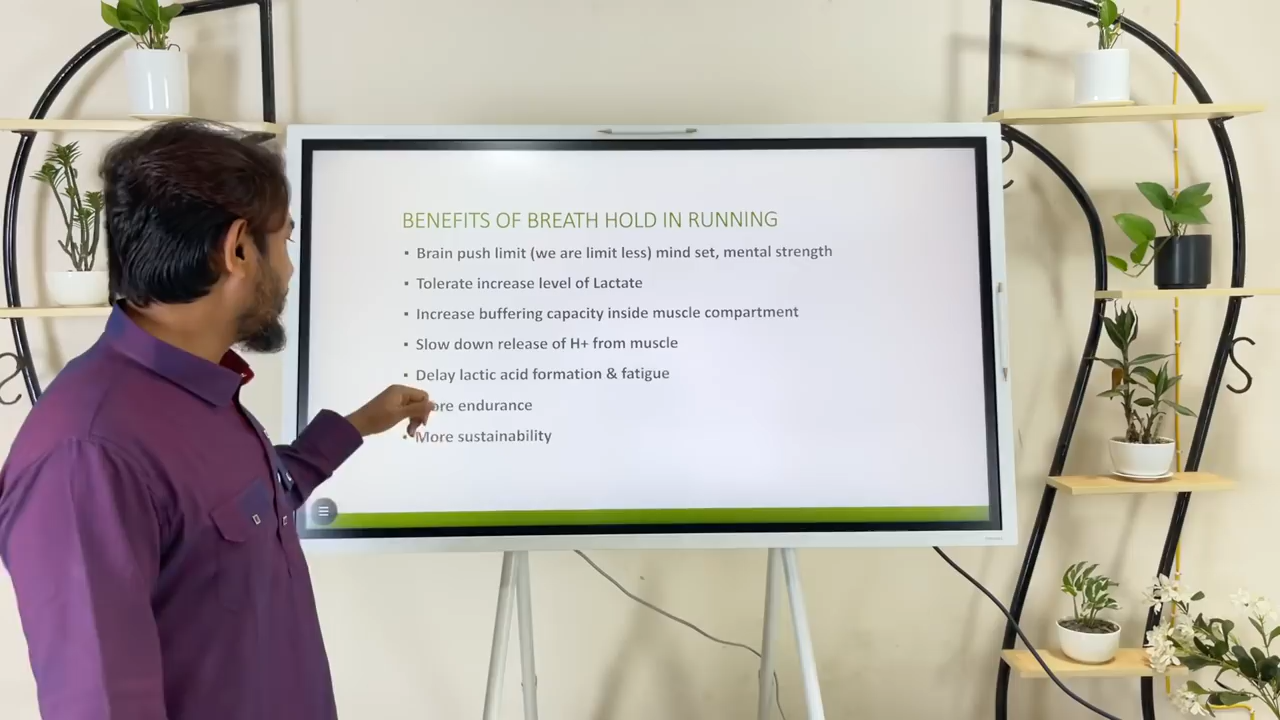 BENEFITS OF BREATH HOLD IN RUNNING
▪ Brain push limit (we are limit less) mind set, mental strength
▪ Tolerate increase level of Lactate
▪ Increase buffering capacity inside muscle compartment
▪ Slow down release of H+ from muscle
▪ Delay lactic acid formation & fatigue
endurance
▪ More sustainability